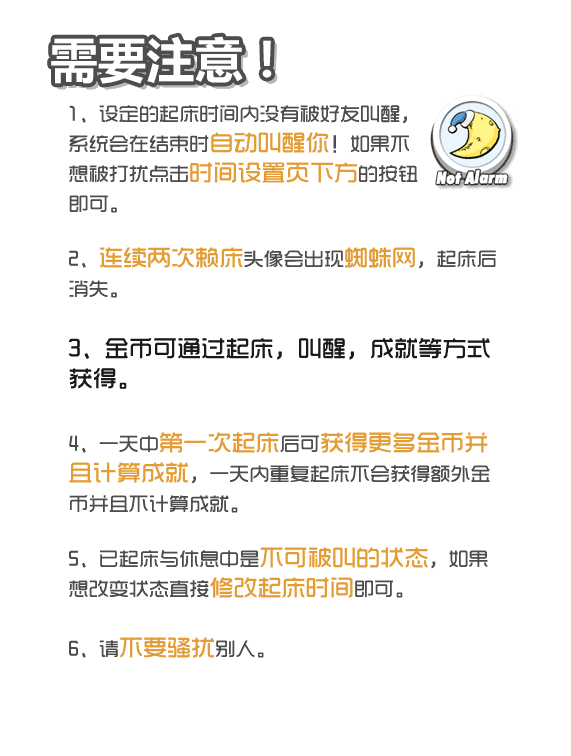 需要注意！
1、设定的起床时间内没有被好友叫醒，
系统会在结束时自动叫醒你！如果不
想被打扰点击时间设置页下方的按钮
即可。
Not Alarm
2、连续两次赖床头像会出现蜘蛛网，起床后
消失。
3、金币可通过起床，叫醒，成就等方式
获得。
4、一天中第一次起床后可获得更多金币并
且计算成就，一天内重复起床不会获得额外金
币并且不计算成就。
5、已起床与休息中是不可被叫的状态，如果
想改变状态直接修改起床时间即可。
6、请不要骚扰别人。